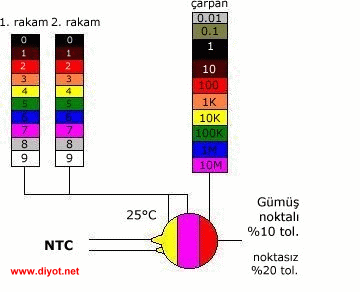 1. rakam 2. rakam çarpan
0 0 0.01
1 1 0.1
2 2 1
3 3 10
4 4 100
5 5 1K
6 6 10K
7 7 100K
8 8 1M
9 9 10M
25°C
NTC
Gümüş
noktalı
%10 tol.
noktasız
%20 tol.
www.diyot.net